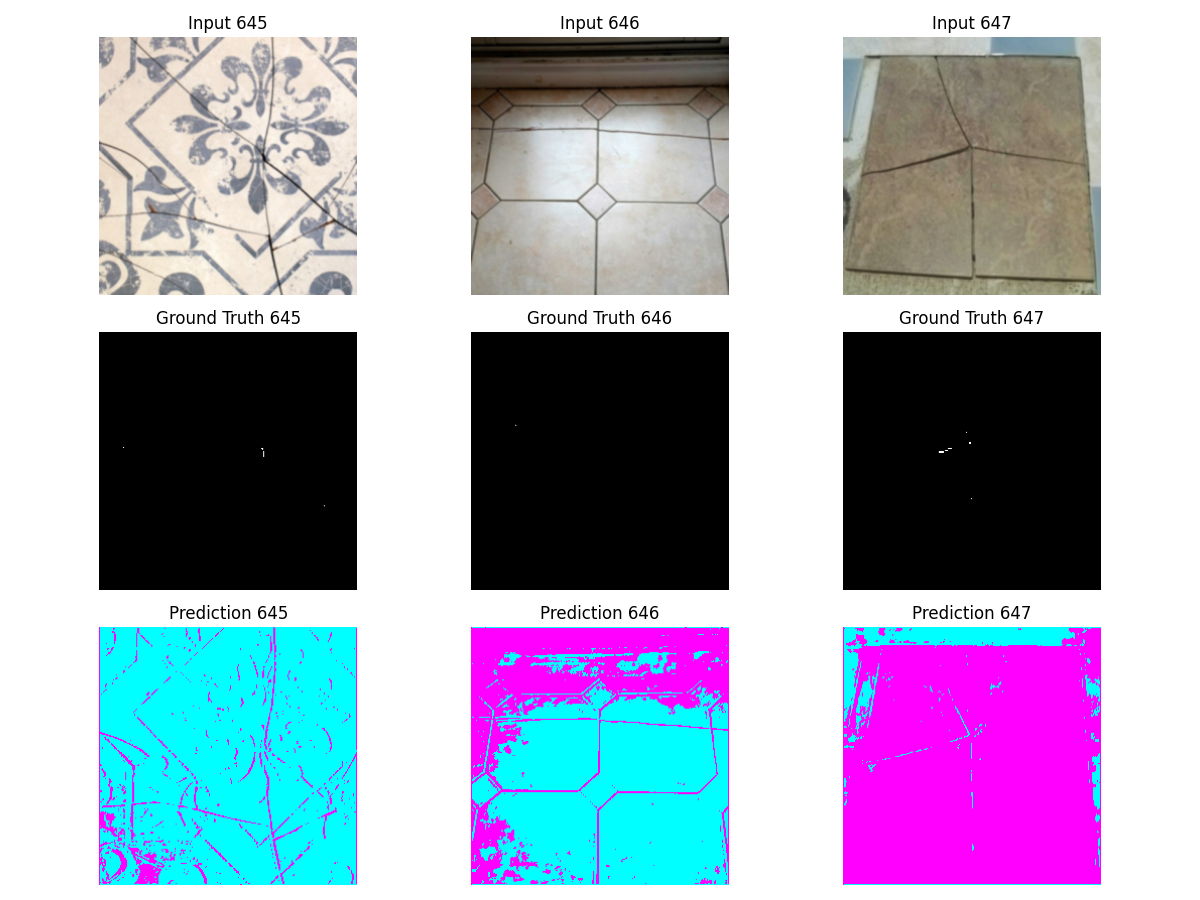 Input 645
Input 646
Input 647
Ground Truth 645
Ground Truth 646
Ground Truth 647
Prediction 645
Prediction 646
Prediction 647